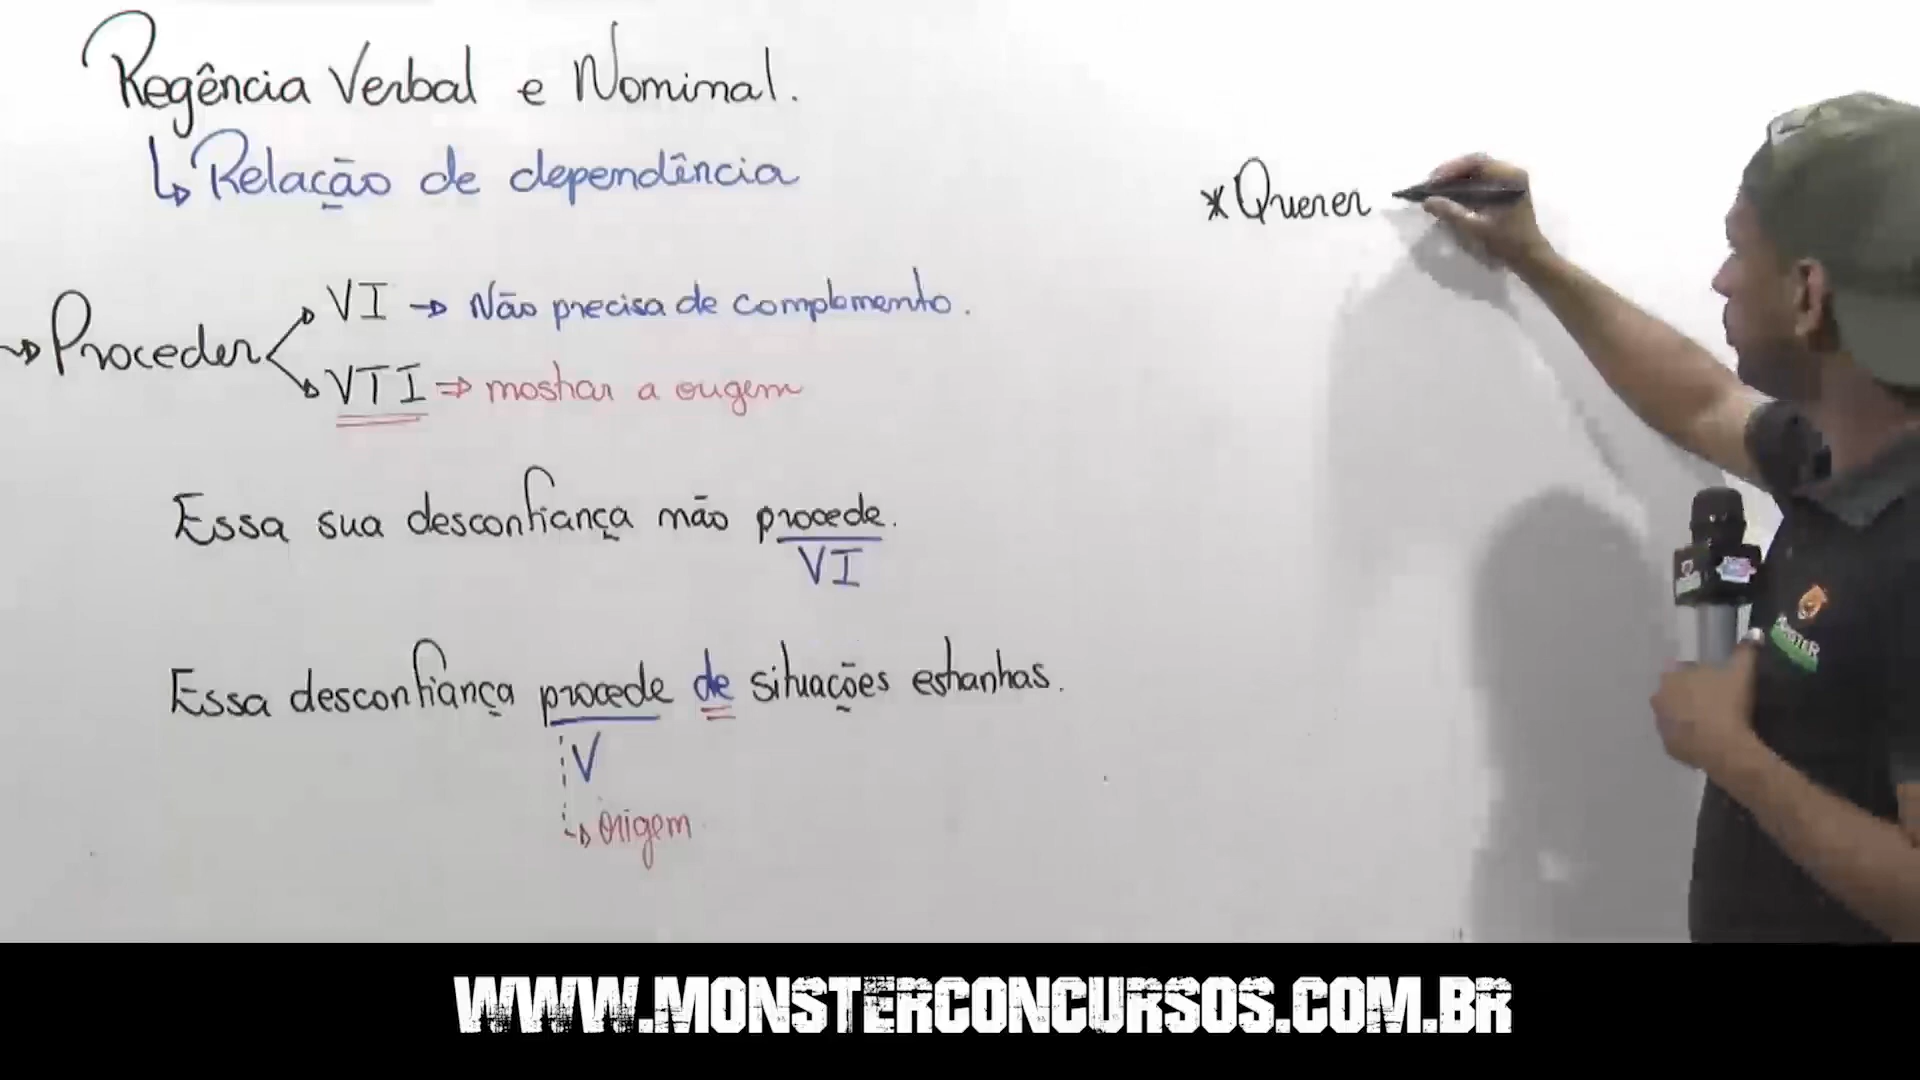 Regência Verbal e Nominal.
↳ Relação de dependência
→ Proceder
VI → Não precisa de complemento.
VTI ⇒ mostrar a origem
Essa sua desconfiança não procede.
VI
Essa desconfiança procede de situações estranhas.
V
↳ origem
* Querer
WWW.MONSTERCONCURSOS.COM.BR